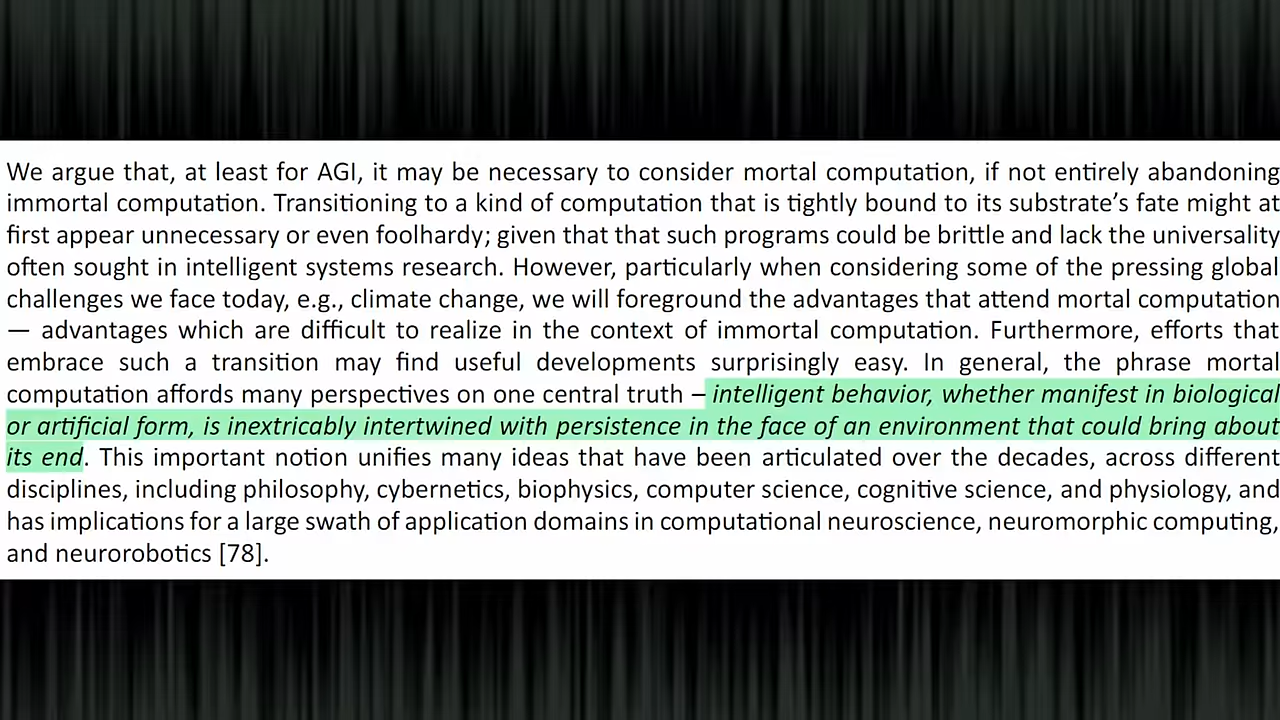 We argue that, at least for AGI, it may be necessary to consider mortal computation, if not entirely abandoning
immortal computation. Transitioning to a kind of computation that is tightly bound to its substrate’s fate might at
first appear unnecessary or even foolhardy; given that that such programs could be brittle and lack the universality
often sought in intelligent systems research. However, particularly when considering some of the pressing global
challenges we face today, e.g., climate change, we will foreground the advantages that attend mortal computation
— advantages which are difficult to realize in the context of immortal computation. Furthermore, efforts that
embrace such a transition may find useful developments surprisingly easy. In general, the phrase mortal
computation affords many perspectives on one central truth – intelligent behavior, whether manifest in biological
or artificial form, is inextricably intertwined with persistence in the face of an environment that could bring about
its end. This important notion unifies many ideas that have been articulated over the decades, across different
disciplines, including philosophy, cybernetics, biophysics, computer science, cognitive science, and physiology, and
has implications for a large swath of application domains in computational neuroscience, neuromorphic computing,
and neurorobotics [78].